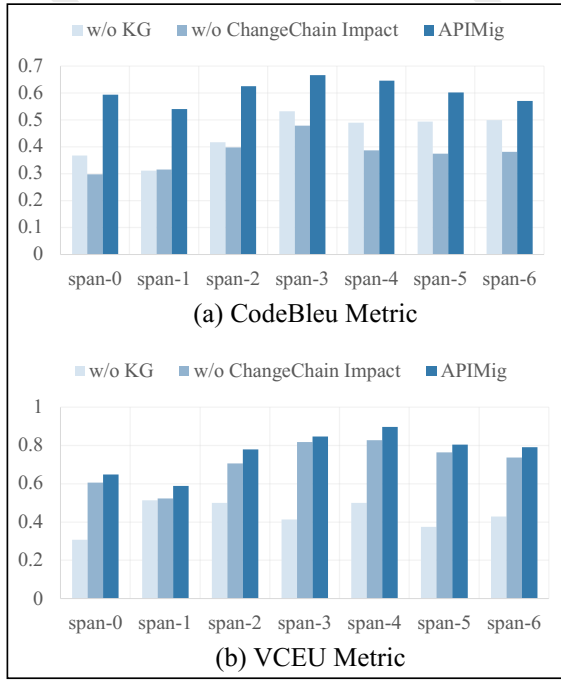 w/o KG w/o ChangeChain Impact APIMig
0.7
0.6
0.5
0.4
0.3
0.2
0.1
0
span-0 span-1 span-2 span-3 span-4 span-5 span-6
(a) CodeBleu Metric
w/o KG w/o ChangeChain Impact APIMig
1
0.8
0.6
0.4
0.2
0
span-0 span-1 span-2 span-3 span-4 span-5 span-6
(b) VCEU Metric